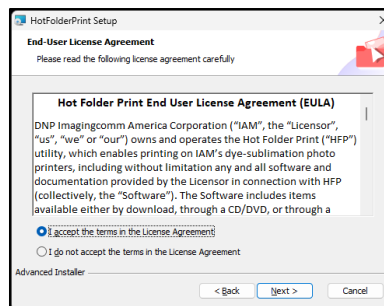 HotFolderPrint Setup
End-User License Agreement
Please read the following license agreement carefully
Hot Folder Print End User License Agreement (EULA)
DNP Imagingcomm America Corporation (“IAM”, the “Licensor”,
“us”, “we” or “our”) owns and operates the Hot Folder Print (“HFP”)
utility, which enables printing on IAM’s dye-sublimation photo
printers, including without limitation any and all software and
documentation provided by the Licensor in connection with HFP
(collectively, the “Software”). The Software includes items
available either by download, through a CD/DVD, or through a
I accept the terms in the License Agreement
I do not accept the terms in the License Agreement
Advanced Installer
< Back Next > Cancel